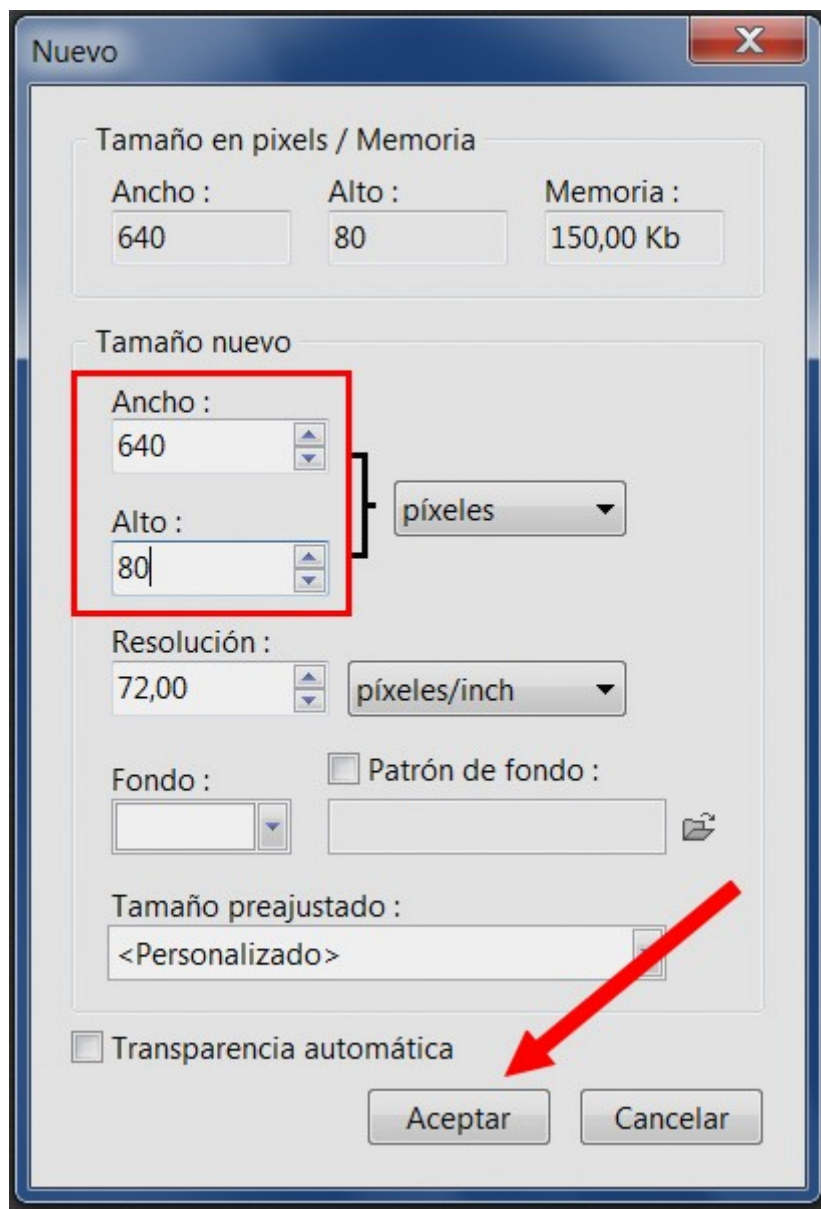 Nuevo
Tamaño en pixels / Memoria
Ancho : Alto : Memoria :
640 80 150,00 Kb
Tamaño nuevo
Ancho :
640
píxeles
Alto :
80
Resolución :
72,00 píxeles/inch
Fondo : Patrón de fondo :
Tamaño preajustado :
<Personalizado>
Transparencia automática
Aceptar Cancelar